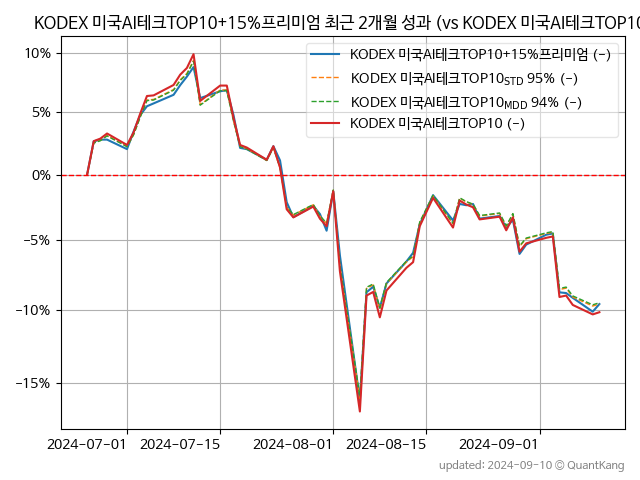 KODEX 미국AI테크TOP10+15%프리미엄 최근 2개월 성과 (vs KODEX 미국AI테크TOP10
10%
5%
0%
−5%
−10%
−15%
KODEX 미국AI테크TOP10+15%프리미엄 (−)
KODEX 미국AI테크TOP10STD 95% (−)
KODEX 미국AI테크TOP10MDD 94% (−)
KODEX 미국AI테크TOP10 (−)
2024−07−01
2024−07−15
2024−08−01
2024−08−15
2024−09−01
updated: 2024−09−10 © QuantKang